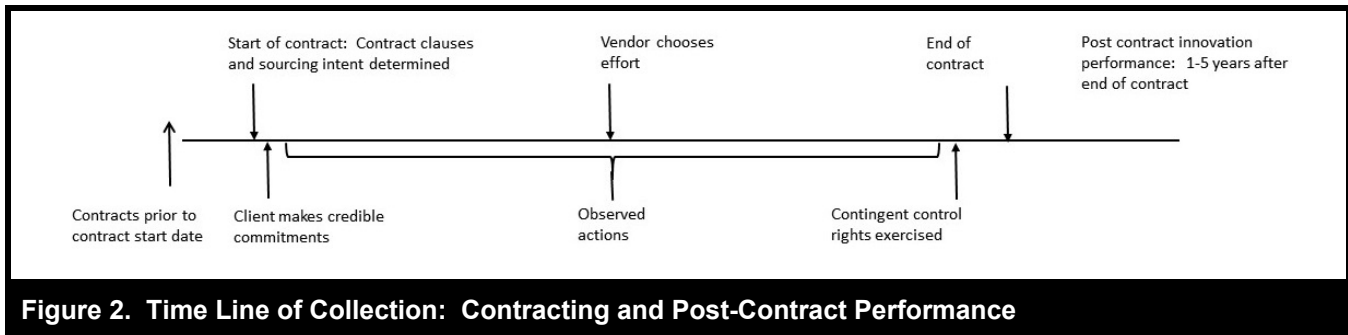 Start of contract: Contract clauses
and sourcing intent determined
Vendor chooses
effort
End of
contract
Post contract innovation
performance: 1-5 years after
end of contract
Contracts prior to
contract start date
Client makes credible
commitments
Observed
actions
Contingent control
rights exercised
Figure 2. Time Line of Collection: Contracting and Post-Contract Performance